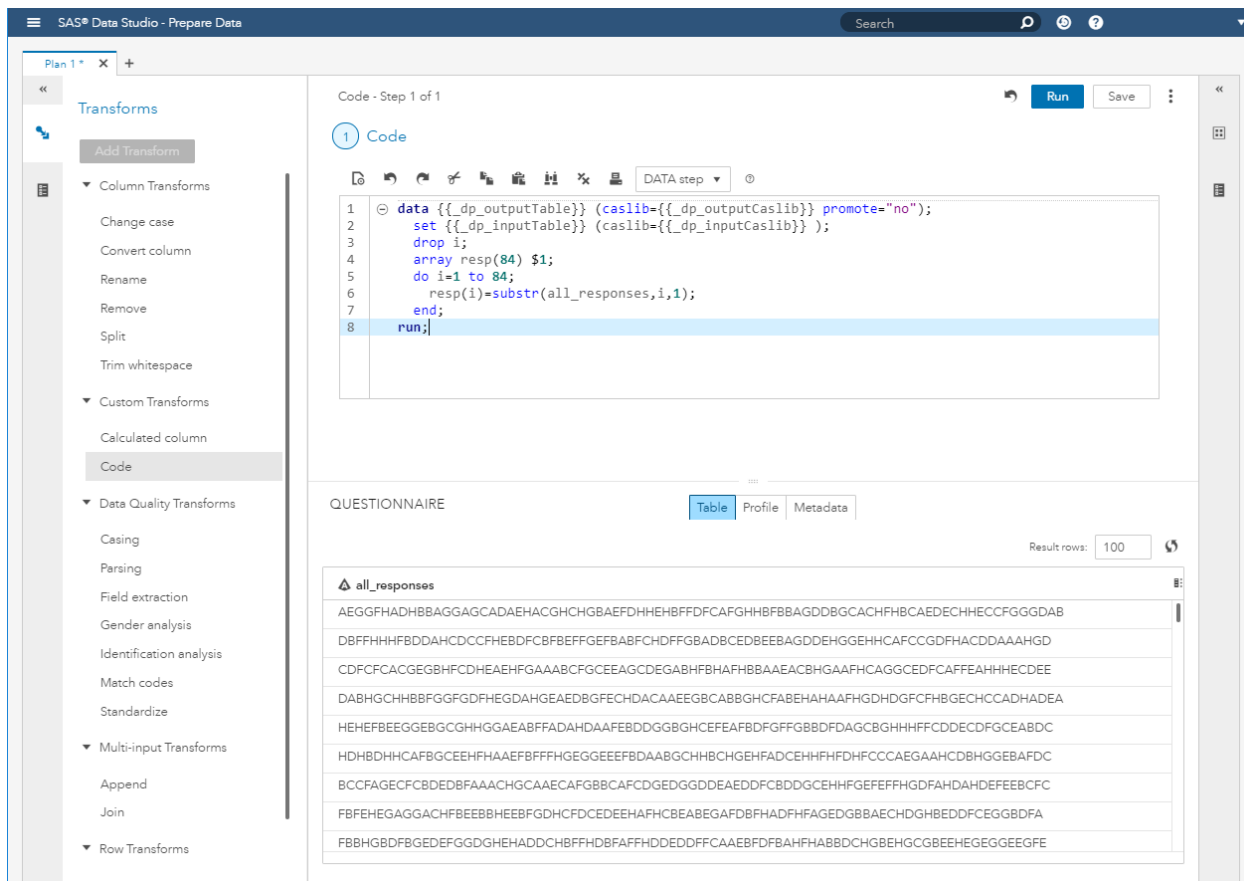 SAS® Data Studio - Prepare Data
Search
Plan 1 *
Transforms
Add Transform
Column Transforms
Change case
Convert column
Rename
Remove
Split
Trim whitespace
Custom Transforms
Calculated column
Code
Data Quality Transforms
Casing
Parsing
Field extraction
Gender analysis
Identification analysis
Match codes
Standardize
Multi-input Transforms
Append
Join
Row Transforms
Code - Step 1 of 1
Run
Save
1 Code
DATA step
1 data {{_dp_outputTable}} (caslib={{_dp_outputCaslib}} promote="no");
2 set {{_dp_inputTable}} (caslib={{_dp_inputCaslib}} );
3 drop i;
4 array resp(84) $1;
5 do i=1 to 84;
6 resp(i)=substr(all_responses,i,1);
7 end;
8 run;
QUESTIONNAIRE
Table
Profile
Metadata
Result rows: 100
all_responses
AEGGFHADHBBAGGAGCADAEHACGHCHGBAEFDHHEHBFFDFCAFGHHBFBBAGDDBGCACHFHBCAEDECHHECCFGGGDAB
DBFFHHHFBDDAHCDCCFHEBDFCBFBEFFGEFBABFCHDFFGBADBCEDBEEBAGDDEHGGEHHCAFCCGDFHACDDAAAHGD
CDFCFCACGEGBHFCDHEAEHFGAAABCFGCEEAGCDEGABHFBHAFHBBAAEACBHGAAFHCAGGCEDFCAFFEAHHHECDEE
DABHGCHHBBFGGFGDFHEGDAHGEAEDBGFECHDACAAEEGBCABBGHCFABEHAHAAFHGDHDGFCFHBGECHCCADHADEA
HEHEFBEEGGEBGCGHHGGAEABFFADAHDAAFEBDDGGBGHCEFEAFBDFGFFGBBDFDAGCBGHHHFFCDDECDFGCEABDC
HDHBDHHCAFBGCEEHFHAAEFBFFFHGEGGEEEFBDAABGCHHBCHGEHFADCEHHFHFDHFCCCAEGAAHCDBHGGEBAFDC
BCCFAGECFCBDEDBFAAACHGCAAECAFGBBCAFCDGEDGGDDEAEDDFCBDDGCEHHFGEFEFFHGDFAHDAHDEFEEBCFC
FBFEHEGAGGACHFBEEBBHEEBFGDHCFDCEDEEHAFHCBEABEGAFDBFHADFHFAGEDGBBAECHDGHBEDDFCEGGBDFA
FBBHGBDFBGEDEFGGDGHEHADDCHBFFHDBFAFFHDDEDDFFCAAEBFDFBAHFHABBDCHGBEHGCGBEEHEGEGGEEGFE